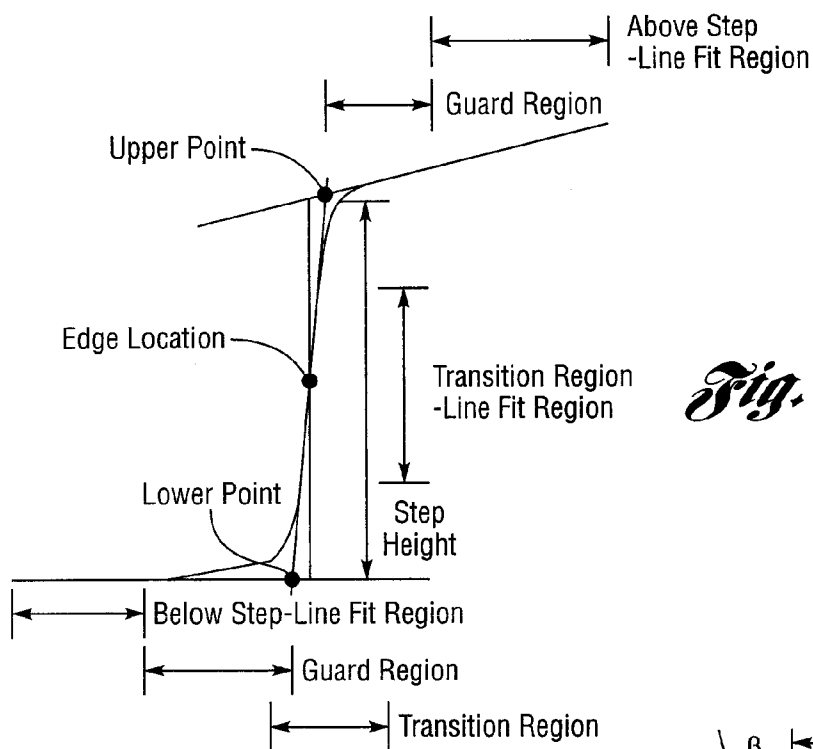 Above Step
-Line Fit Region
Guard Region
Upper Point
Edge Location
Transition Region
-Line Fit Region
Fig.
Lower Point
Step
Height
Below Step-Line Fit Region
Guard Region
Transition Region
β